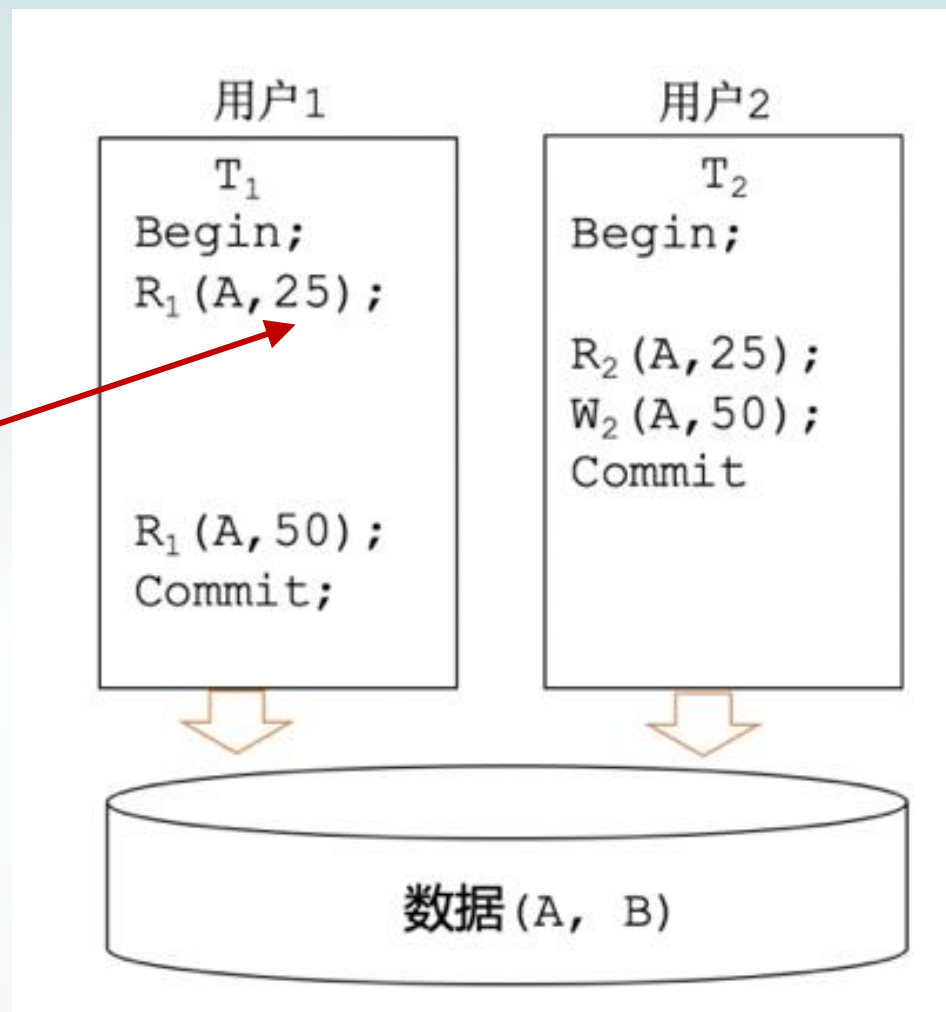 用户1
T₁
Begin;
R₁(A,25);
R₁(A,50);
Commit;
用户2
T₂
Begin;
R₂(A,25);
W₂(A,50);
Commit
数据(A, B)